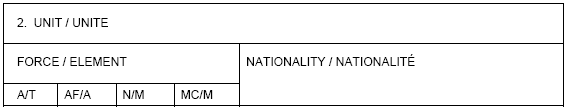 2. UNIT / UNITE
FORCE / ELEMENT
NATIONALITY / NATIONALITÉ
A/T
AF/A
N/M
MC/M